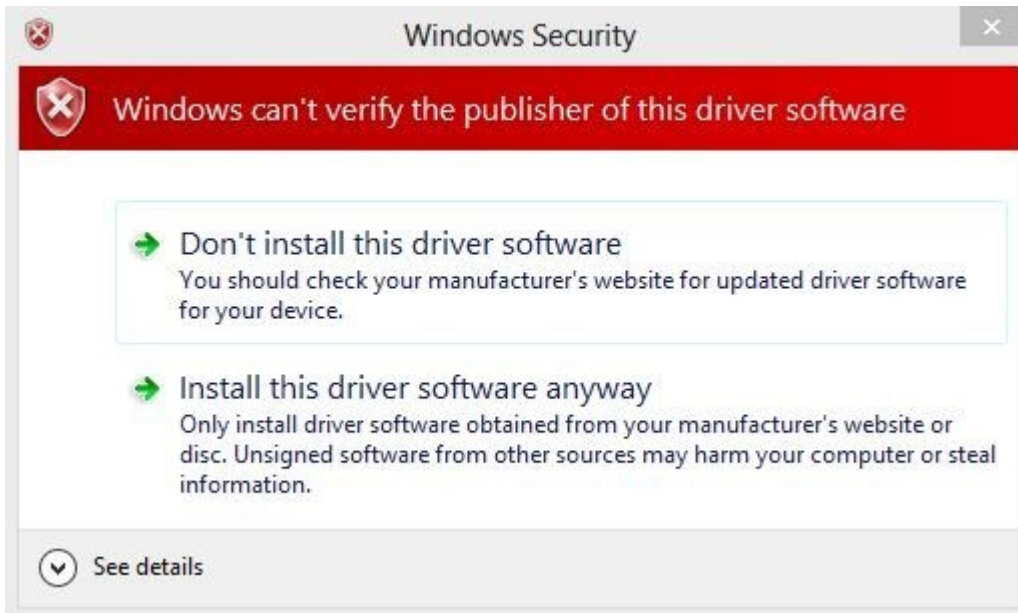 Windows Security
Windows can't verify the publisher of this driver software
Don't install this driver software
You should check your manufacturer's website for updated driver software
for your device.
Install this driver software anyway
Only install driver software obtained from your manufacturer's website or
disc. Unsigned software from other sources may harm your computer or steal
information.
See details